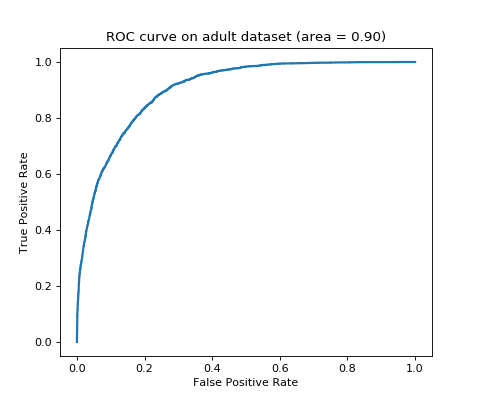 ROC curve on adult dataset (area = 0.90)
True Positive Rate
1.0
0.8
0.6
0.4
0.2
0.0
0.0 0.2 0.4 0.6 0.8 1.0
False Positive Rate